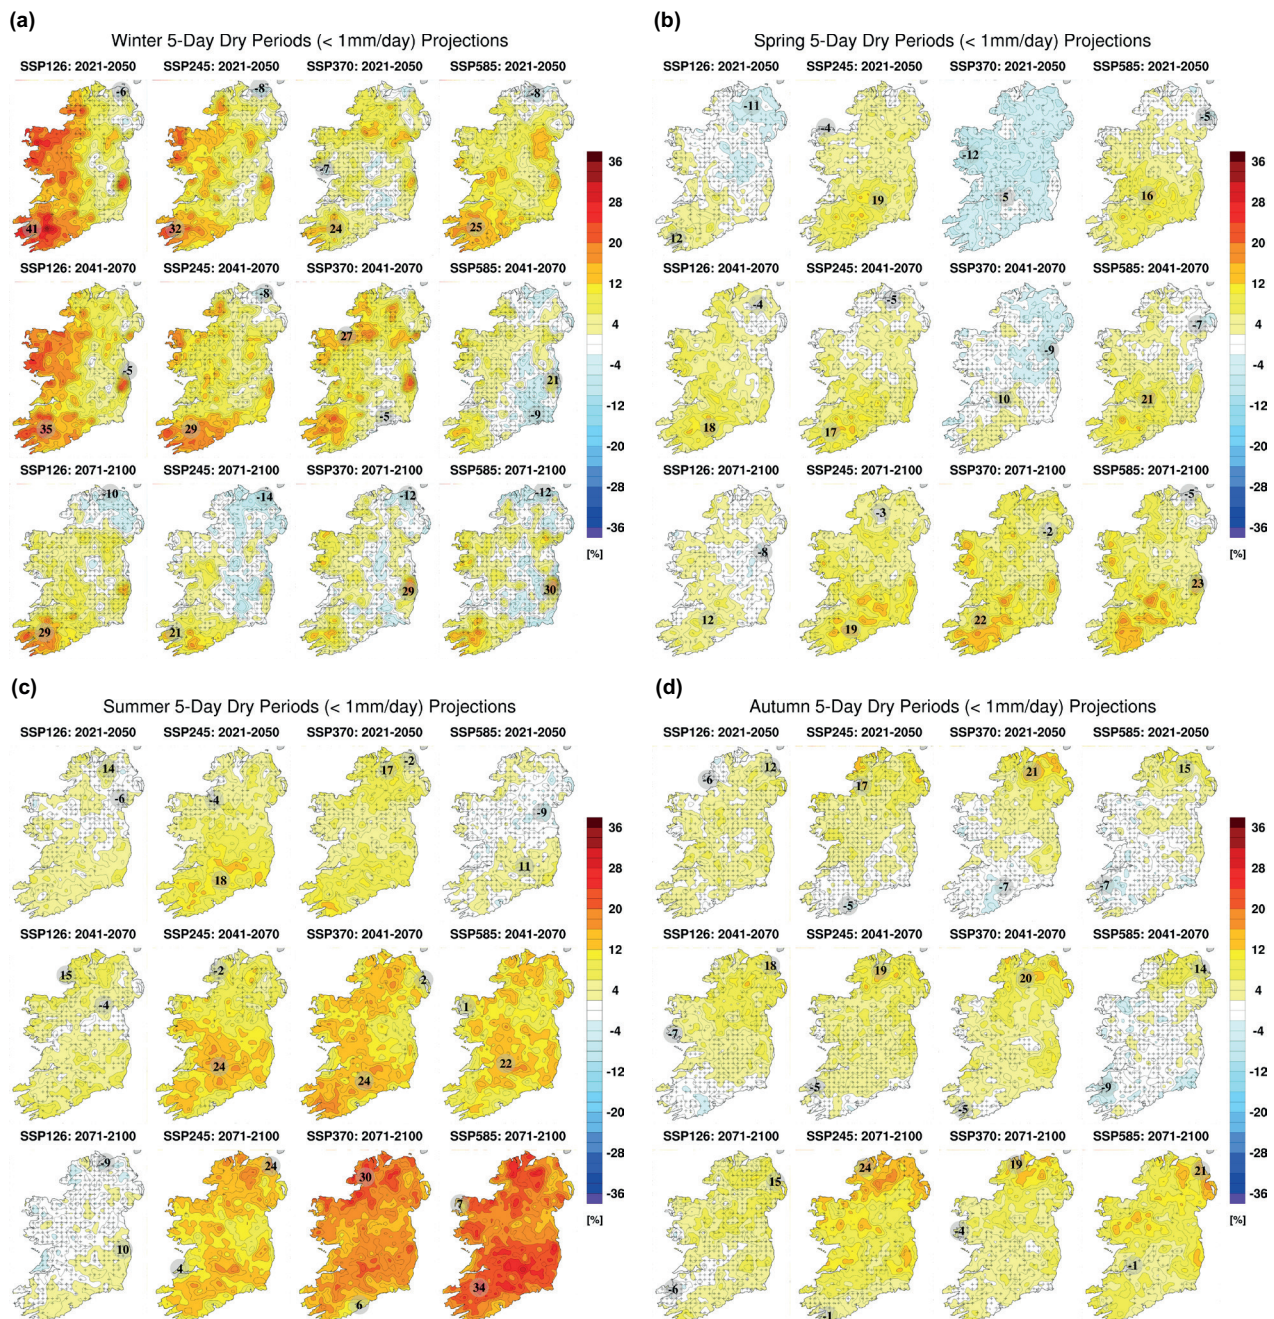 (a)
Winter 5-Day Dry Periods (< 1mm/day) Projections
SSP126: 2021-2050 SSP245: 2021-2050 SSP370: 2021-2050 SSP585: 2021-2050
-6 -8 -8
-7
41 32 24 25
SSP126: 2041-2070 SSP245: 2041-2070 SSP370: 2041-2070 SSP585: 2041-2070
-8
27
-5 21
35 29 -5 -9
SSP126: 2071-2100 SSP245: 2071-2100 SSP370: 2071-2100 SSP585: 2071-2100
-10 -14 -12 -12
29 30
29 21
36
28
20
12
4
-4
-12
-20
-28
-36
[%]
(b)
Spring 5-Day Dry Periods (< 1mm/day) Projections
SSP126: 2021-2050 SSP245: 2021-2050 SSP370: 2021-2050 SSP585: 2021-2050
-11 -4 -12 -5
12 19 5 16
SSP126: 2041-2070 SSP245: 2041-2070 SSP370: 2041-2070 SSP585: 2041-2070
-4 -5 -9 -7
18 17 10 21
SSP126: 2071-2100 SSP245: 2071-2100 SSP370: 2071-2100 SSP585: 2071-2100
-8 -3 -2 -5
12 19 22 23
36
28
20
12
4
-4
-12
-20
-28
-36
[%]
(c)
Summer 5-Day Dry Periods (< 1mm/day) Projections
SSP126: 2021-2050 SSP245: 2021-2050 SSP370: 2021-2050 SSP585: 2021-2050
14 17 -2
-6 -4 -9
18 11
SSP126: 2041-2070 SSP245: 2041-2070 SSP370: 2041-2070 SSP585: 2041-2070
15 -2 2
-4 1
24 24 22
SSP126: 2071-2100 SSP245: 2071-2100 SSP370: 2071-2100 SSP585: 2071-2100
-9 24 30 7
10 4 6 34
36
28
20
12
4
-4
-12
-20
-28
-36
[%]
(d)
Autumn 5-Day Dry Periods (< 1mm/day) Projections
SSP126: 2021-2050 SSP245: 2021-2050 SSP370: 2021-2050 SSP585: 2021-2050
-6 12 17 21 15
-5 -7 -7
SSP126: 2041-2070 SSP245: 2041-2070 SSP370: 2041-2070 SSP585: 2041-2070
18 19 20 14
-7 -5 -5 -9
SSP126: 2071-2100 SSP245: 2071-2100 SSP370: 2071-2100 SSP585: 2071-2100
15 24 19 21
-6 -1 -4 -1
36
28
20
12
4
-4
-12
-20
-28
-36
[%]